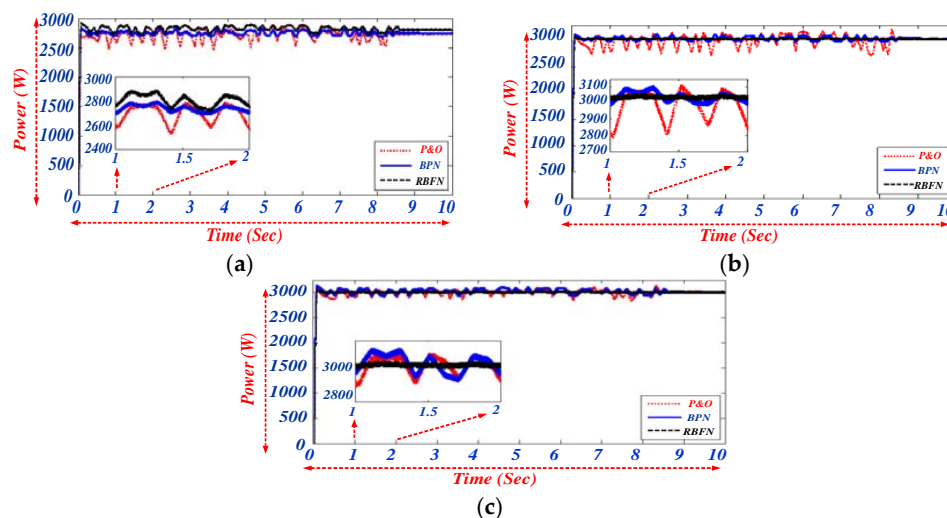 3000
2500
2000
1500
1000
500
0
Power (W)
3000
2800
2600
2400
1 1.5 2
P&O
BPN
RBFN
0 1 2 3 4 5 6 7 8 9 10
Time (Sec)
(a)
3000
2500
2000
1500
1000
500
0
Power (W)
3100
3000
2900
2800
2700
1 1.5 2
P&O
BPN
RBFN
0 1 2 3 4 5 6 7 8 9 10
Time (Sec)
(b)
3000
2500
2000
1500
1000
500
0
Power (W)
3000
2800
1 1.5 2
P&O
BPN
RBFN
0 1 2 3 4 5 6 7 8 9 10
Time (Sec)
(c)